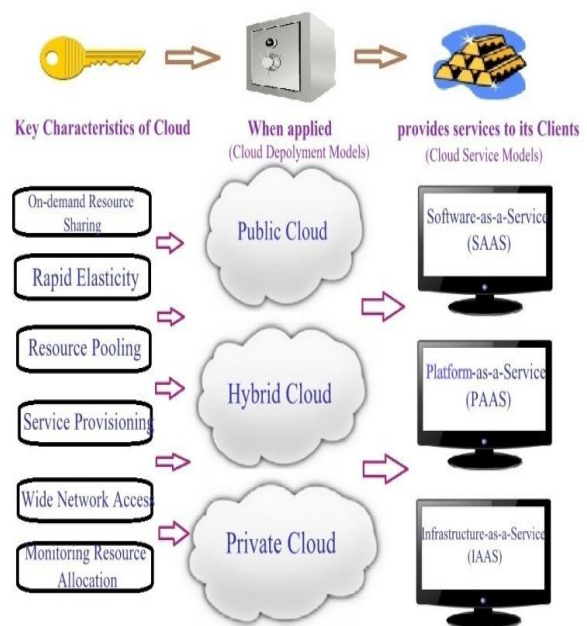 Key Characteristics of Cloud
When applied
(Cloud Depolyment Models)
provides services to its Clients
(Cloud Service Models)
On-demand Resource
Sharing
Rapid Elasticity
Resource Pooling
Service Provisioning
Wide Network Access
Monitoring Resource
Allocation
Public Cloud
Hybrid Cloud
Private Cloud
Software-as-a-Service
(SAAS)
Platform-as-a-Service
(PAAS)
Infrastructure-as-a-Service
(IAAS)